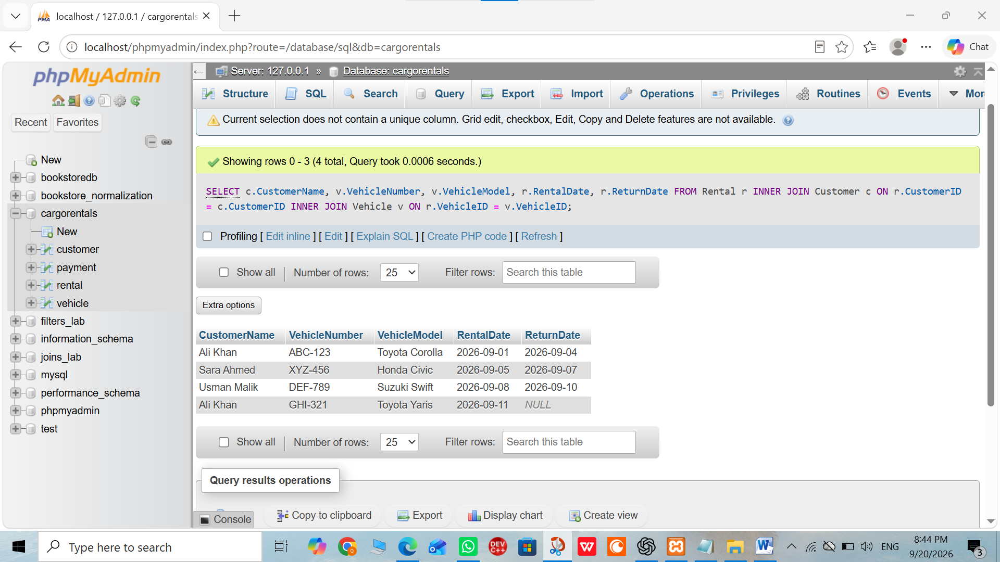 localhost / 127.0.0.1 / cargorentals
localhost/phpmyadmin/index.php?route=/database/sql&db=cargorentals
Chat
phpMyAdmin
Recent Favorites
New
bookstoredb
bookstore_normalization
cargorentals
New
customer
payment
rental
vehicle
filters_lab
information_schema
joins_lab
mysql
performance_schema
phpmyadmin
test
Server: 127.0.0.1 » Database: cargorentals
Structure SQL Search Query Export Import Operations Privileges Routines Events Mor
Current selection does not contain a unique column. Grid edit, checkbox, Edit, Copy and Delete features are not available.
Showing rows 0 - 3 (4 total, Query took 0.0006 seconds.)
SELECT c.CustomerName, v.VehicleNumber, v.VehicleModel, r.RentalDate, r.ReturnDate FROM Rental r INNER JOIN Customer c ON r.CustomerID
= c.CustomerID INNER JOIN Vehicle v ON r.VehicleID = v.VehicleID;
Profiling [ Edit inline ] [ Edit ] [ Explain SQL ] [ Create PHP code ] [ Refresh ]
Show all | Number of rows: 25 Filter rows: Search this table
Extra options
CustomerName VehicleNumber VehicleModel RentalDate ReturnDate
Ali Khan ABC-123 Toyota Corolla 2026-09-01 2026-09-04
Sara Ahmed XYZ-456 Honda Civic 2026-09-05 2026-09-07
Usman Malik DEF-789 Suzuki Swift 2026-09-08 2026-09-10
Ali Khan GHI-321 Toyota Yaris 2026-09-11 NULL
Show all | Number of rows: 25 Filter rows: Search this table
Query results operations
Copy to clipboard Export Display chart Create view
Console
Type here to search
DEV C++
ENG
8:44 PM
9/20/2026
3